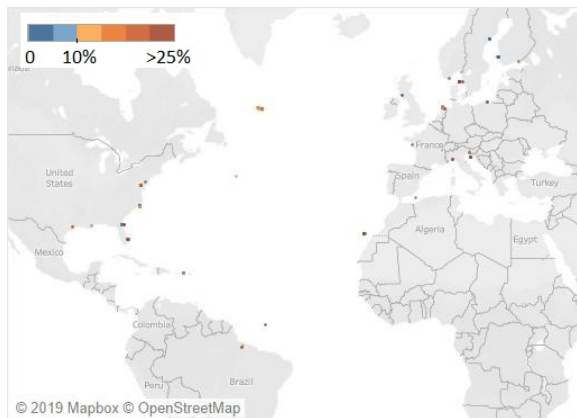 0 10% >25%
United
States
Mexico
Colombia
Peru
Brazil
France
Spain
Turkey
Algeria
Egypt
© 2019 Mapbox © OpenStreetMap